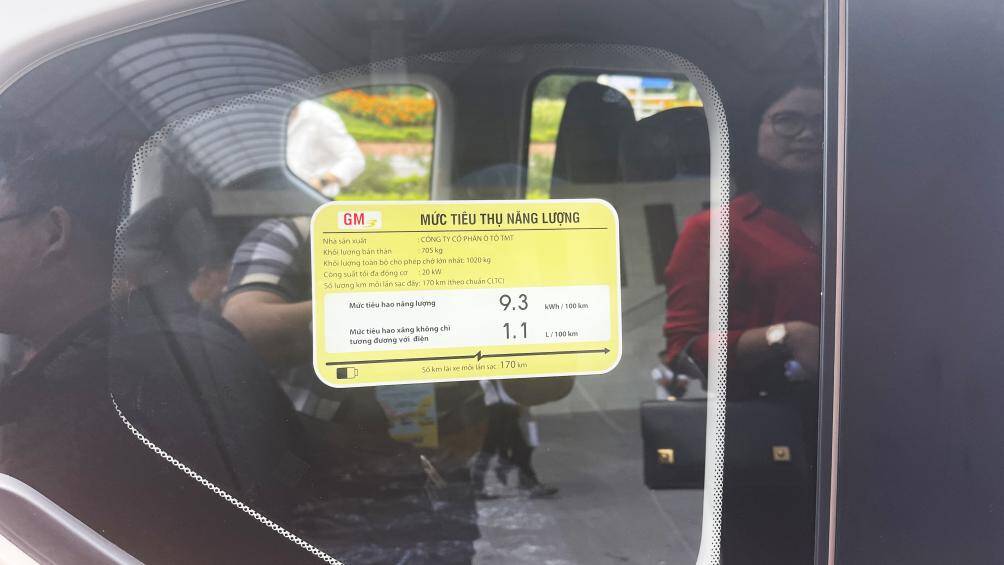 GM
MỨC TIÊU THỤ NĂNG LƯỢNG
Nhà sản xuất : CÔNG TY CỔ PHẦN Ô TÔ TMT
Khối lượng bản thân : 705 kg
Khối lượng toàn bộ cho phép chở lớn nhất: 1020 kg
Công suất tối đa động cơ : 20 kW
Số lượng km mỗi lần sạc đầy: 170 km (theo chuẩn CLTC)
Mức tiêu hao năng lượng 9.3 kWh / 100 km
Mức tiêu hao xăng không chì
tương đương với điện 1.1 L / 100 km
Số km lái xe mỗi lần sạc 170 km